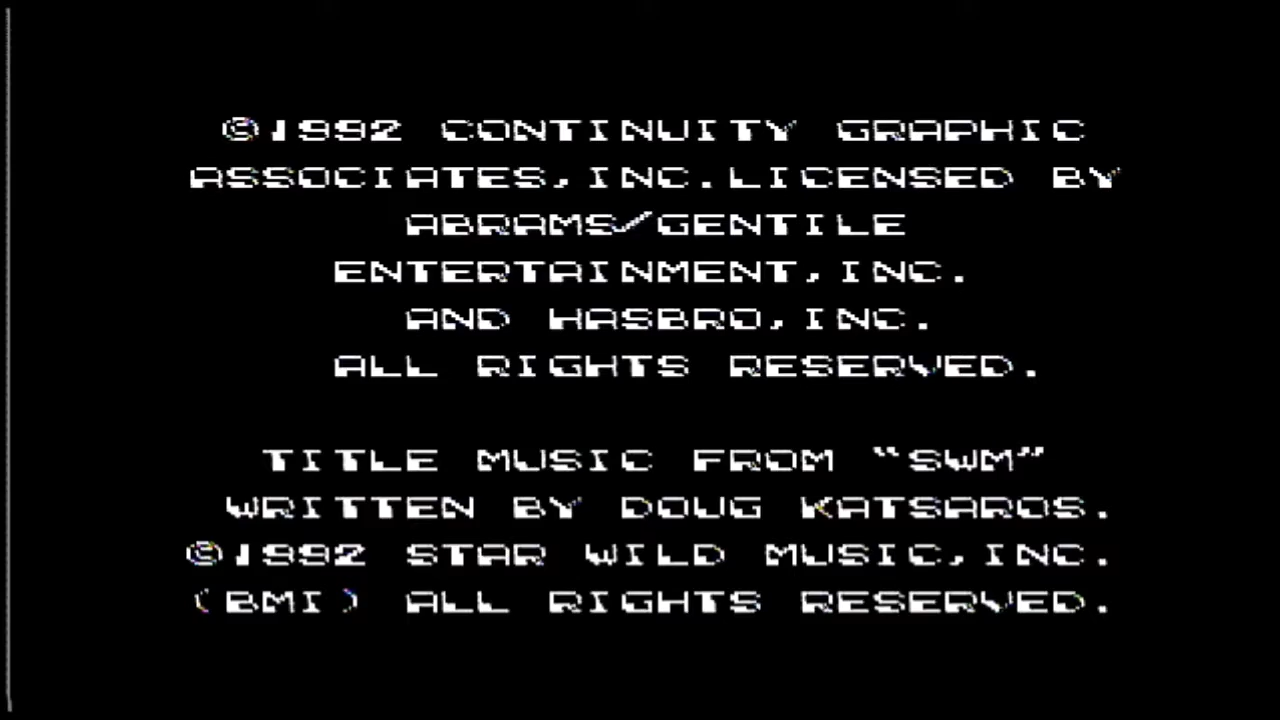 ©1992 CONTINUITY GRAPHIC
ASSOCIATES,INC.LICENSED BY
ABRAMS/GENTILE
ENTERTAINMENT,INC.
AND HASBRO,INC.
ALL RIGHTS RESERVED.
TITLE MUSIC FROM "SWM"
WRITTEN BY DOUG KATSAROS.
©1992 STAR WILD MUSIC,INC.
(BMI) ALL RIGHTS RESERVED.